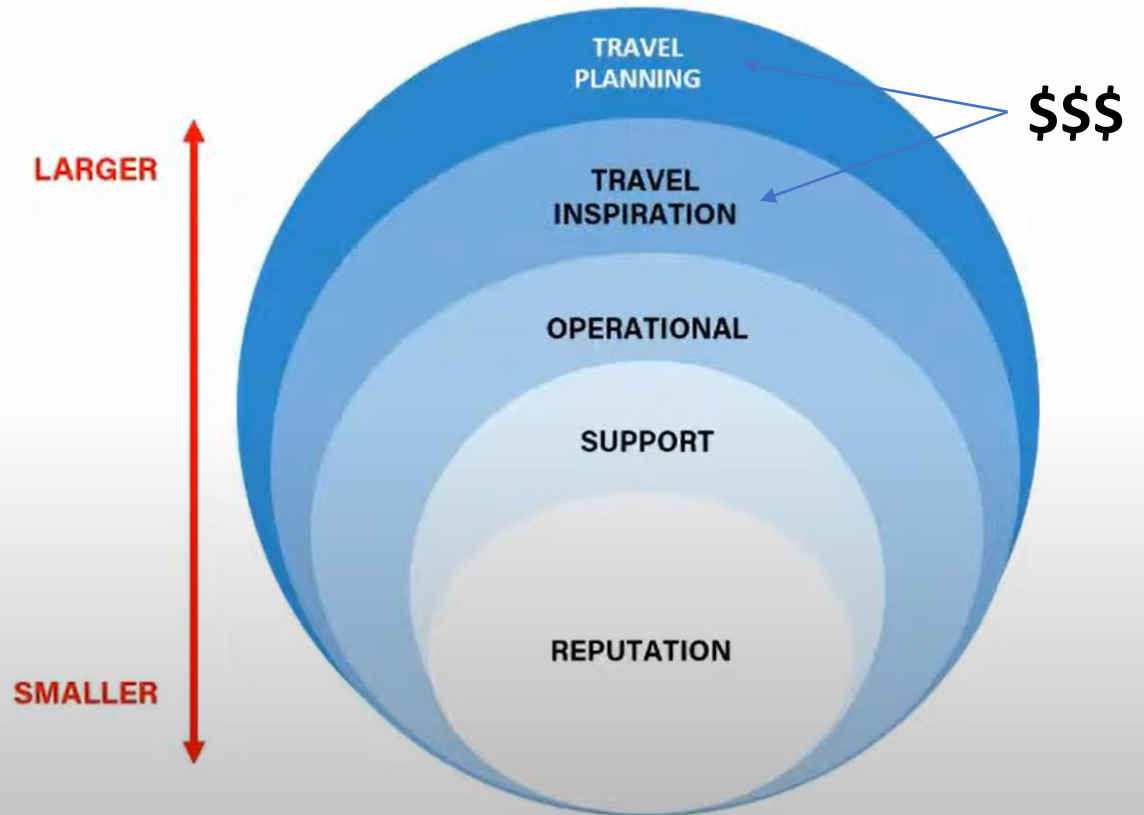 TRAVEL
PLANNING
$$$
LARGER
TRAVEL
INSPIRATION
OPERATIONAL
SUPPORT
REPUTATION
SMALLER